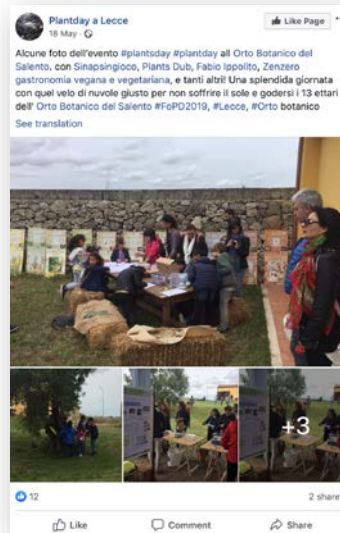 Plantday a Lecce
18 May ·
Like Page
Alcune foto dell'evento #plantsday #plantday all Orto Botanico del
Salento. con Sinapsingioco, Plants Dub, Fabio Ippolito, Zenzero
gastronomia vegana e vegetariana, e tanti altri! Una splendida giornata
con quel velo di nuvole giusto per non soffrire il sole e godersi i 13 ettari
dell' Orto Botanico del Salento #FoPD2019, #Lecce, #Orto botanico
See translation
+3
12
2 share
Like
Comment
Share